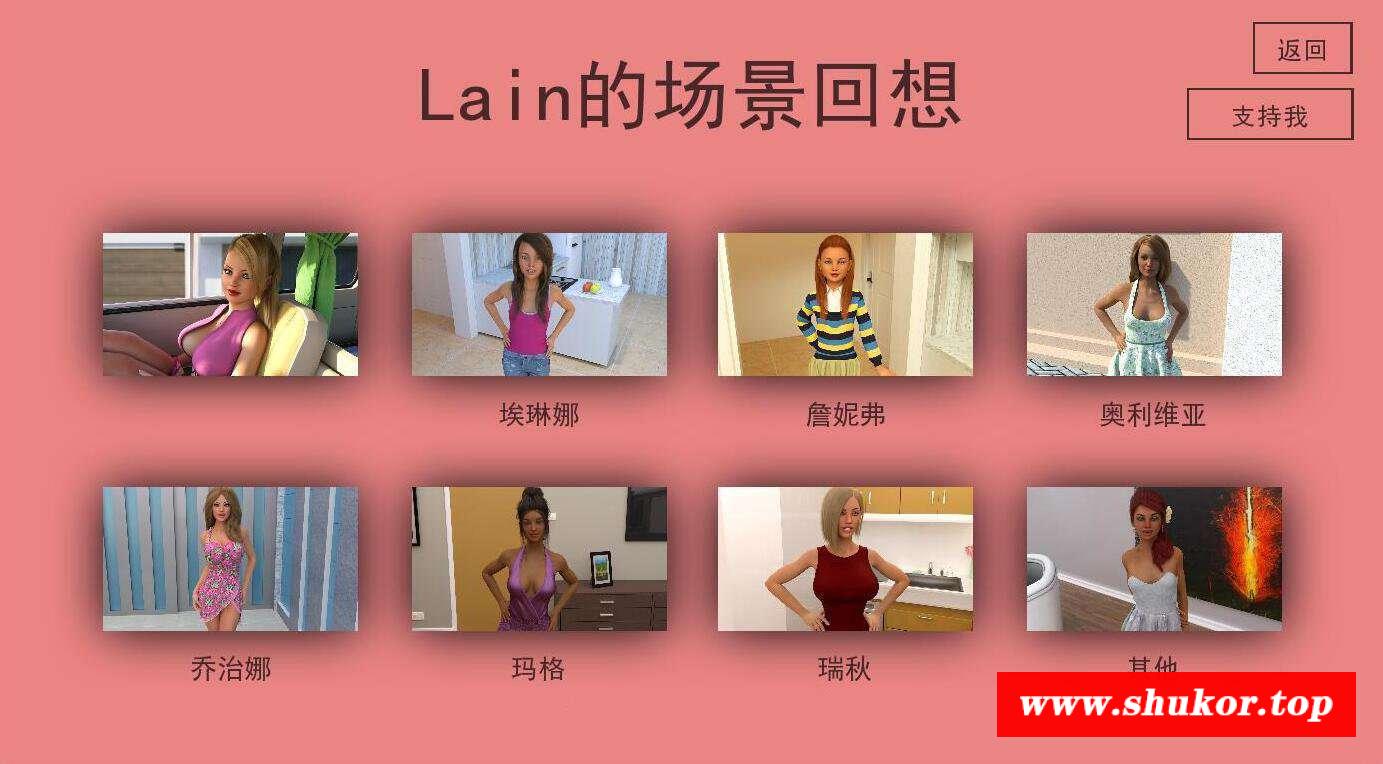 返回
Lain的场景回想
支持我
埃琳娜
詹妮弗
奥利维亚
乔治娜
玛格
瑞秋
其他
www.shukor.top